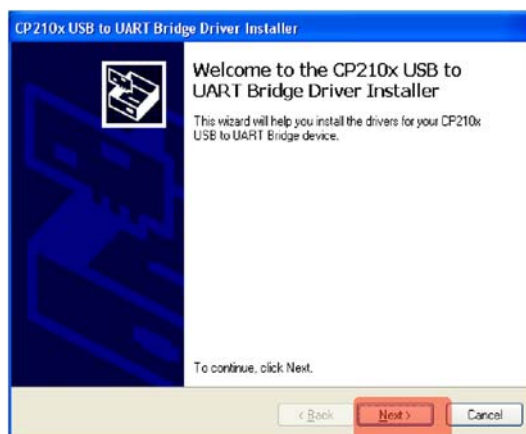 CP210x USB to UART Bridge Driver Installer
Welcome to the CP210x USB to
UART Bridge Driver Installer
This wizard will help you install the drivers for your CP210x
USB to UART Bridge device.
To continue, click Next.
< Back
Next >
Cancel